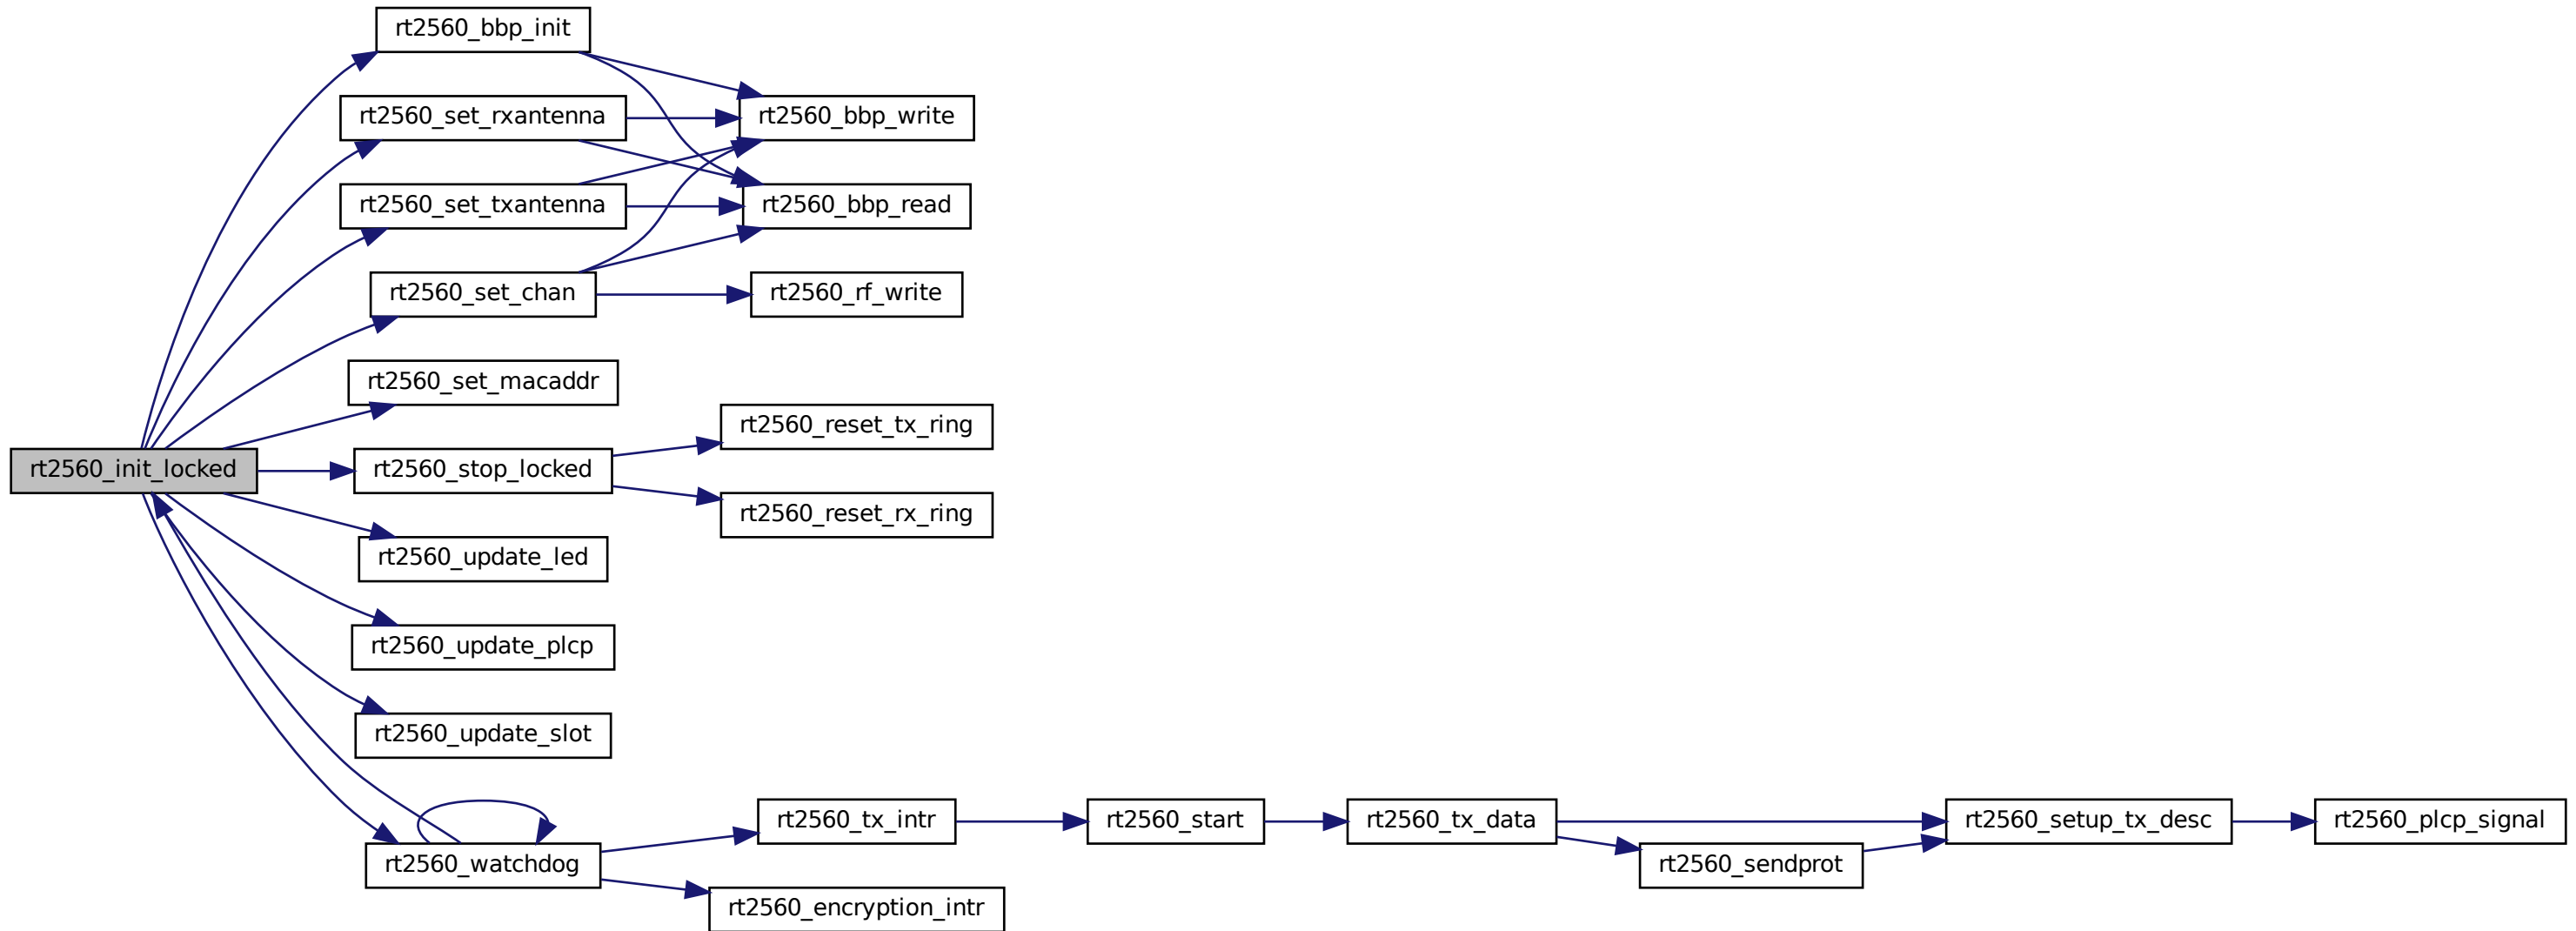 rt2560_bbp_init
rt2560_set_rxantenna
rt2560_bbp_write
rt2560_set_txantenna
rt2560_bbp_read
rt2560_set_chan
rt2560_rf_write
rt2560_set_macaddr
rt2560_reset_tx_ring
rt2560_init_locked
rt2560_stop_locked
rt2560_reset_rx_ring
rt2560_update_led
rt2560_update_plcp
rt2560_update_slot
rt2560_tx_intr
rt2560_start
rt2560_tx_data
rt2560_setup_tx_desc
rt2560_plcp_signal
rt2560_watchdog
rt2560_sendprot
rt2560_encryption_intr